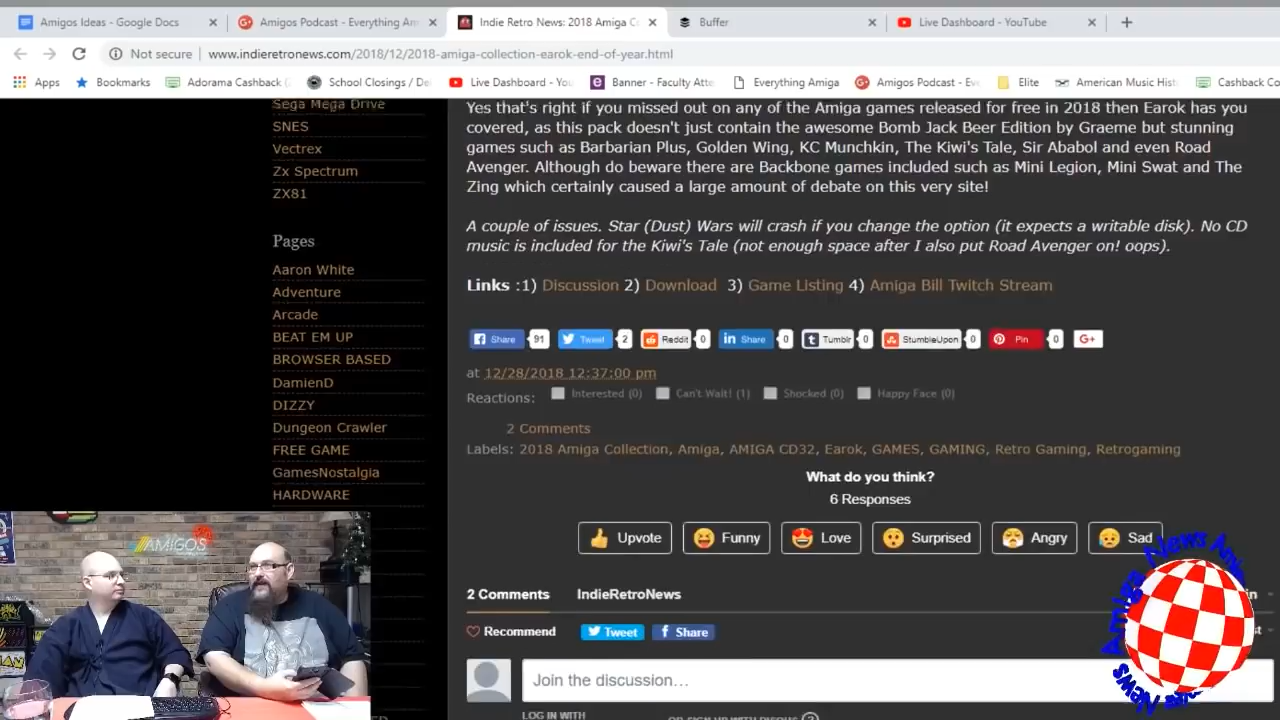 Amigos Ideas - Google Docs
Amigos Podcast - Everything Am
Indie Retro News: 2018 Amiga C
Buffer
Live Dashboard - YouTube
Not secure
www.indieretronews.com/2018/12/2018-amiga-collection-earok-end-of-year.html
Apps
Bookmarks
Adorama Cashback
School Closings / De
Live Dashboard - You
Banner - Faculty Atte
Everything Amiga
Amigos Podcast - Eve
Elite
American Music Hist
Cashback Co
Sega Mega Drive
SNES
Vectrex
Zx Spectrum
ZX81
Pages
Aaron White
Adventure
Arcade
BEAT EM UP
BROWSER BASED
DamienD
DIZZY
Dungeon Crawler
FREE GAME
GamesNostalgia
HARDWARE
Yes that's right if you missed out on any of the Amiga games released for free in 2018 then Earok has you
covered, as this pack doesn't just contain the awesome Bomb Jack Beer Edition by Graeme but stunning
games such as Barbarian Plus, Golden Wing, KC Munchkin, The Kiwi's Tale, Sir Ababol and even Road
Avenger. Although do beware there are Backbone games included such as Mini Legion, Mini Swat and The
Zing which certainly caused a large amount of debate on this very site!
A couple of issues. Star (Dust) Wars will crash if you change the option (it expects a writable disk). No CD
music is included for the Kiwi's Tale (not enough space after I also put Road Avenger on! oops).
Links :1) Discussion 2) Download 3) Game Listing 4) Amiga Bill Twitch Stream
Share 91 Tweet 2 Reddit 0 Share 0 Tumblr 0 StumbleUpon 0 Pin 0 G+
at 12/28/2018 12:37:00 pm
Reactions: Interested (0) Can't Wait! (1) Shocked (0) Happy Face (0)
2 Comments
Labels: 2018 Amiga Collection, Amiga, AMIGA CD32, Earok, GAMES, GAMING, Retro Gaming, Retrogaming
What do you think?
6 Responses
Upvote
Funny
Love
Surprised
Angry
Sad
2 Comments
IndieRetroNews
Recommend
Tweet
Share
Join the discussion…
LOG IN WITH
OR SIGN UP WITH DISQUS
AMIGOS